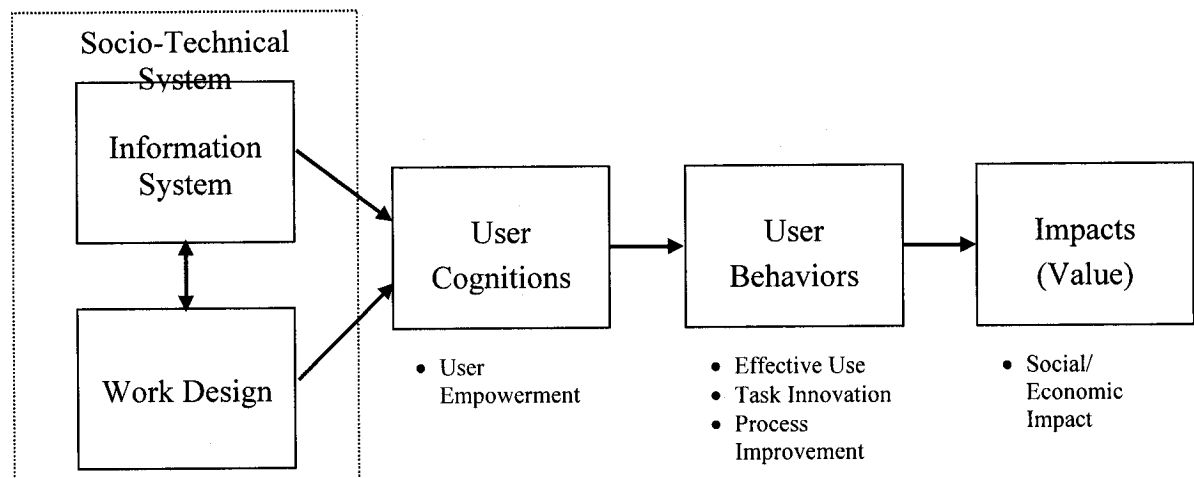 Socio-Technical
System
Information
System
Work Design
User
Cognitions
• User
Empowerment
User
Behaviors
• Effective Use
• Task Innovation
• Process
Improvement
Impacts
(Value)
• Social/
Economic
Impact